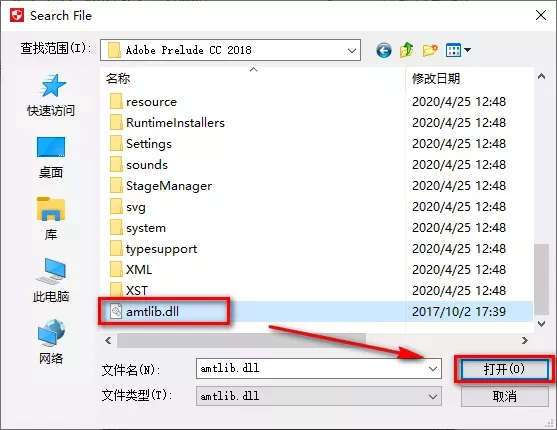 Search File
查找范围(I):
Adobe Prelude CC 2018
名称
修改日期
resource
2020/4/25 12:48
RuntimeInstallers
2020/4/25 12:48
Settings
2020/4/25 12:48
sounds
2020/4/25 12:48
StageManager
2020/4/25 12:48
svg
2020/4/25 12:48
system
2020/4/25 12:48
typesupport
2020/4/25 12:48
XML
2020/4/25 12:48
XST
2020/4/25 12:48
amtlib.dll
2017/10/2 17:39
快速访问
桌面
库
此电脑
网络
文件名(N):
amtlib.dll
打开(O)
文件类型(T):
amtlib.dll
取消